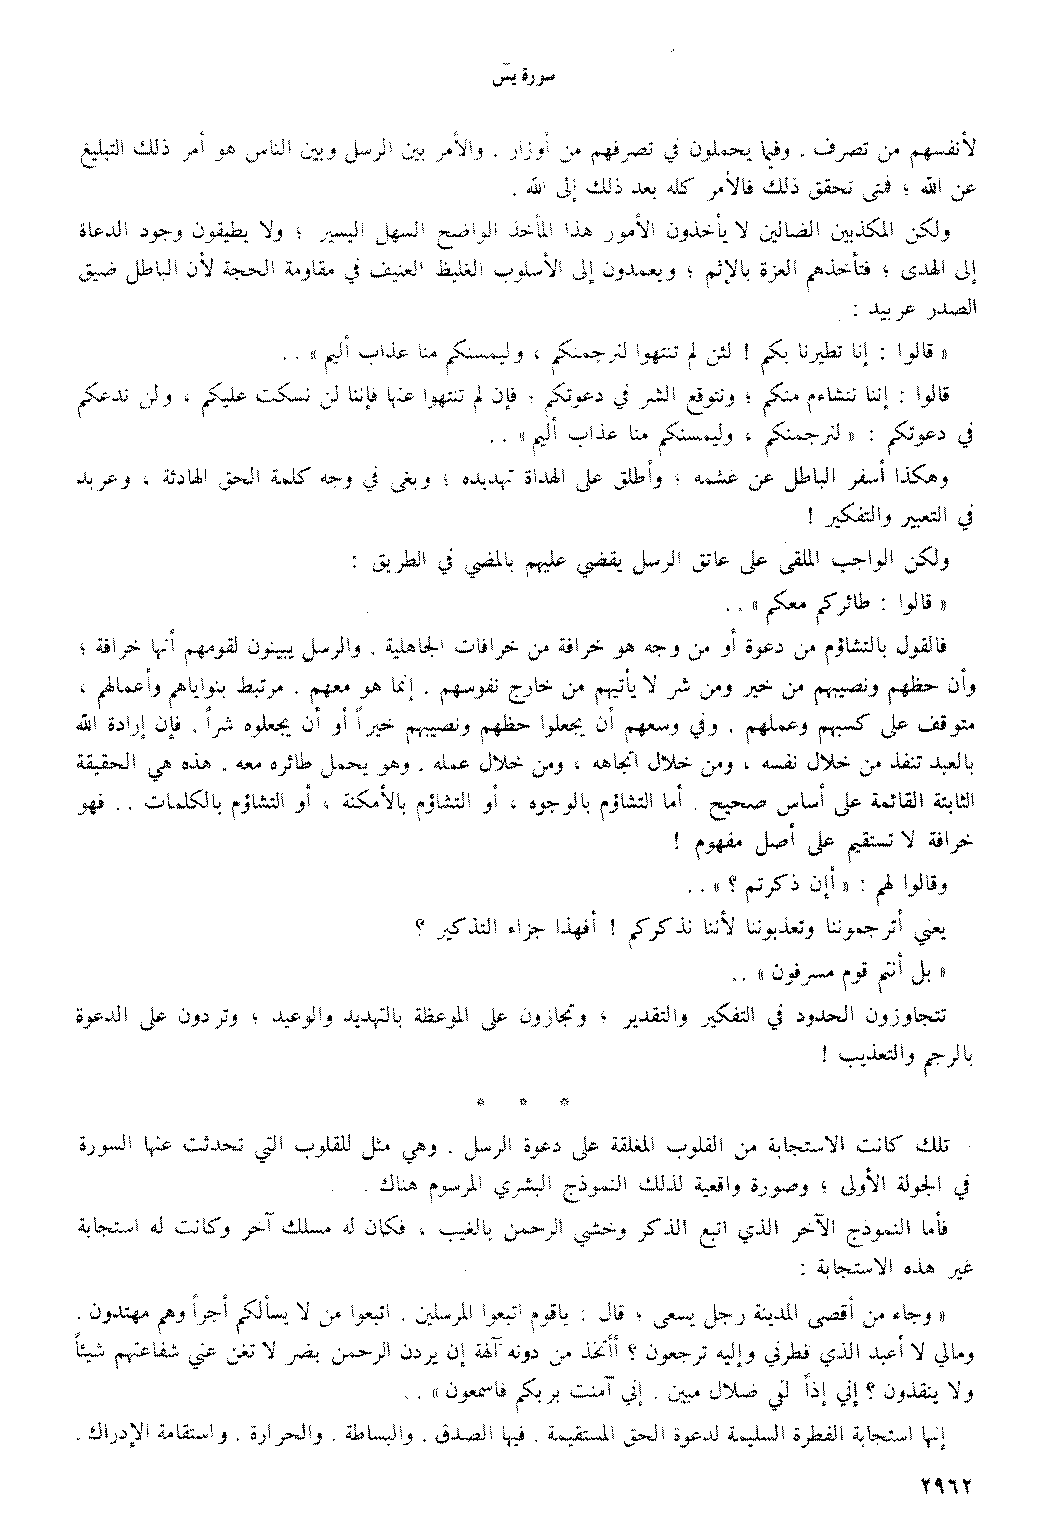 سورة يس
لأنفسهم من تصرف . وفيما يحملون في تصرفهم من أوزار . والأمر بين الرسل وبين الناس هو أمر ذلك التبليغ
عن الله ؛ فمتى تحقق ذلك فالأمر كله بعد ذلك إلى الله .
ولكن المكذبين الضالين لا يأخذون الأمور هذا المأخذ الواضح السهل اليسير ؛ ولا يطيقون وجود الدعاة
إلى الهدى ؛ فتأخذهم العزة بالإثم ؛ ويعمدون إلى الأسلوب الغليظ العنيف في مقاومة الحجة لأن الباطل ضيق
الصدر عربيد :
« قالوا : إنا تطيرنا بكم ! لئن لم تنتهوا لنرجمنكم ، وليمسنكم منا عذاب أليم » ..
قالوا : إننا نتشاءم منكم ؛ ونتوقع الشر في دعوتكم ؛ فإن لم تنتهوا عنها فإننا لن نسكت عليكم ، ولن ندعكم
في دعوتكم : « لنرجمنكم ، وليمسنكم منا عذاب أليم » ..
وهكذا أسفر الباطل عن غشمه ؛ وأطلق على الهداة تهديده ؛ وبغى في وجه كلمة الحق الهادئة ، وعربد
في التعبير والتفكير !
ولكن الواجب الملقى على عاتق الرسل يقضي عليهم بالمضي في الطريق :
« قالوا : طائركم معكم » ..
فالقول بالتشاؤم من دعوة أو من وجه هو خرافة من خرافات الجاهلية . والرسل يبينون لقومهم أنها خرافة ؛
وأن حظهم ونصيبهم من خير ومن شر لا يأتيهم من خارج نفوسهم . إنما هو معهم . مرتبط بنواياهم وأعمالهم ،
متوقف على كسبهم وعملهم . وفي وسعهم أن يجعلوا حظهم ونصيبهم خيراً أو أن يجعلوه شراً . فإن إرادة الله
بالعبد تنفذ من خلال نفسه ، ومن خلال اتجاهه ، ومن خلال عمله . وهو يحمل طائره معه . هذه هي الحقيقة
الثابتة القائمة على أساس صحيح . أما التشاؤم بالوجوه ، أو التشاؤم بالأمكنة ، أو التشاؤم بالكلمات .. فهو
خرافة لا تستقيم على أصل مفهوم !
وقالوا لهم : « أإن ذكرتم ؟ » ..
يعني أترجموننا وتعذبوننا لأننا نذكركم ! أفهذا جزاء التذكير ؟
« بل أنتم قوم مسرفون » ..
تتجاوزون الحدود في التفكير والتقدير ؛ وتجازون على الموعظة بالتهديد والوعيد ؛ وتردون على الدعوة
بالرجم والتعذيب !
* * *
تلك كانت الاستجابة من القلوب المغلقة على دعوة الرسل . وهي مثل للقلوب التي تحدثت عنها السورة
في الجولة الأولى ؛ وصورة واقعية لذلك النموذج البشري المرسوم هناك .
فأما النموذج الآخر الذي اتبع الذكر وخشي الرحمن بالغيب ، فكان له مسلك آخر وكانت له استجابة
غير هذه الاستجابة :
« وجاء من أقصى المدينة رجل يسعى ؛ قال : ياقوم اتبعوا المرسلين . اتبعوا من لا يسألكم أجراً وهم مهتدون .
ومالي لا أعبد الذي فطرني وإليه ترجعون ؟ أأتخذ من دونه آلهة إن يردن الرحمن بضر لا تغن عني شفاعتهم شيئاً
ولا ينقذون ؟ إني إذاً لفي ضلال مبين . إني آمنت بربكم فاسمعون » ..
إنها استجابة الفطرة السليمة لدعوة الحق المستقيمة . فيها الصدق . والبساطة . والحرارة . واستقامة الإدراك .
٢٩٦٢